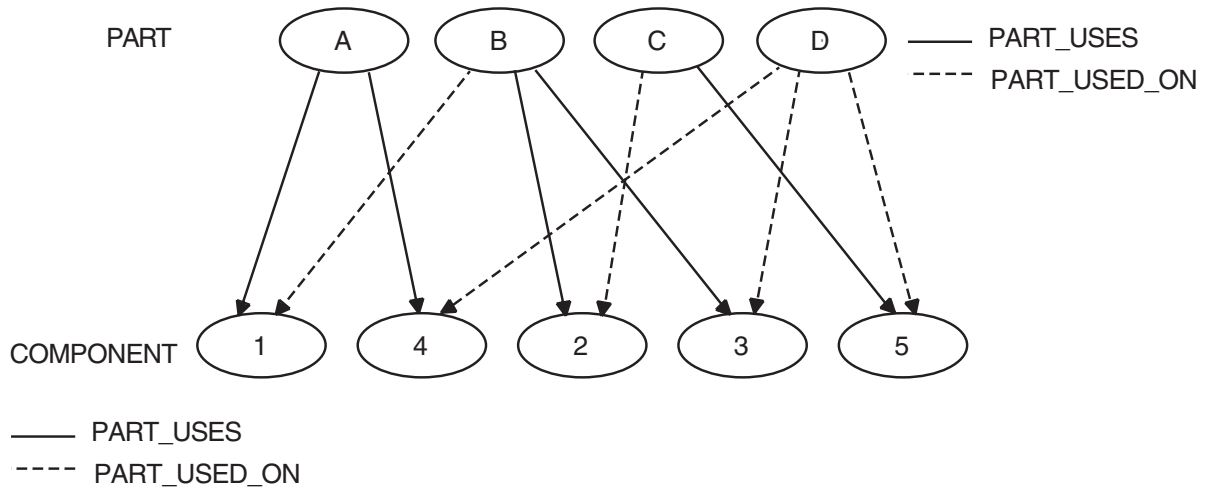 PART A B C D PART_USES
PART_USED_ON
COMPONENT 1 4 2 3 5
PART_USES
PART_USED_ON